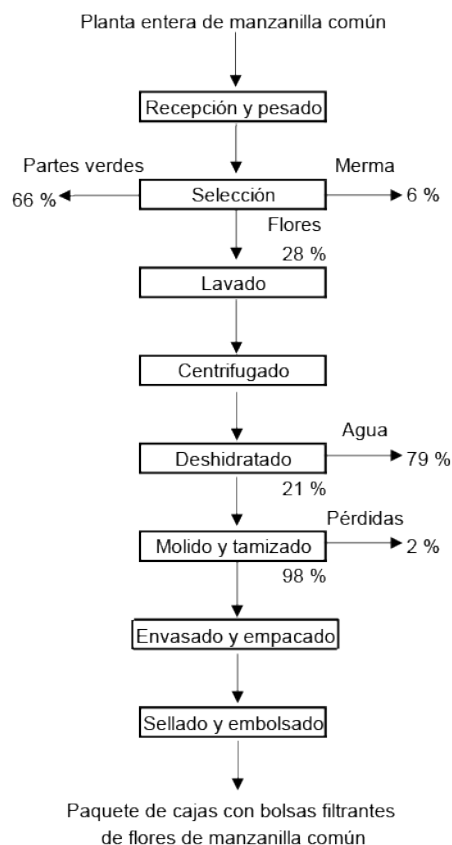 Planta entera de manzanilla común
Recepción y pesado
Partes verdes
Merma
66 %
Selección
6 %
Flores
28 %
Lavado
Centrifugado
Agua
Deshidratado
79 %
21 %
Pérdidas
Molido y tamizado
2 %
98 %
Envasado y empacado
Sellado y embolsado
Paquete de cajas con bolsas filtrantes
de flores de manzanilla común